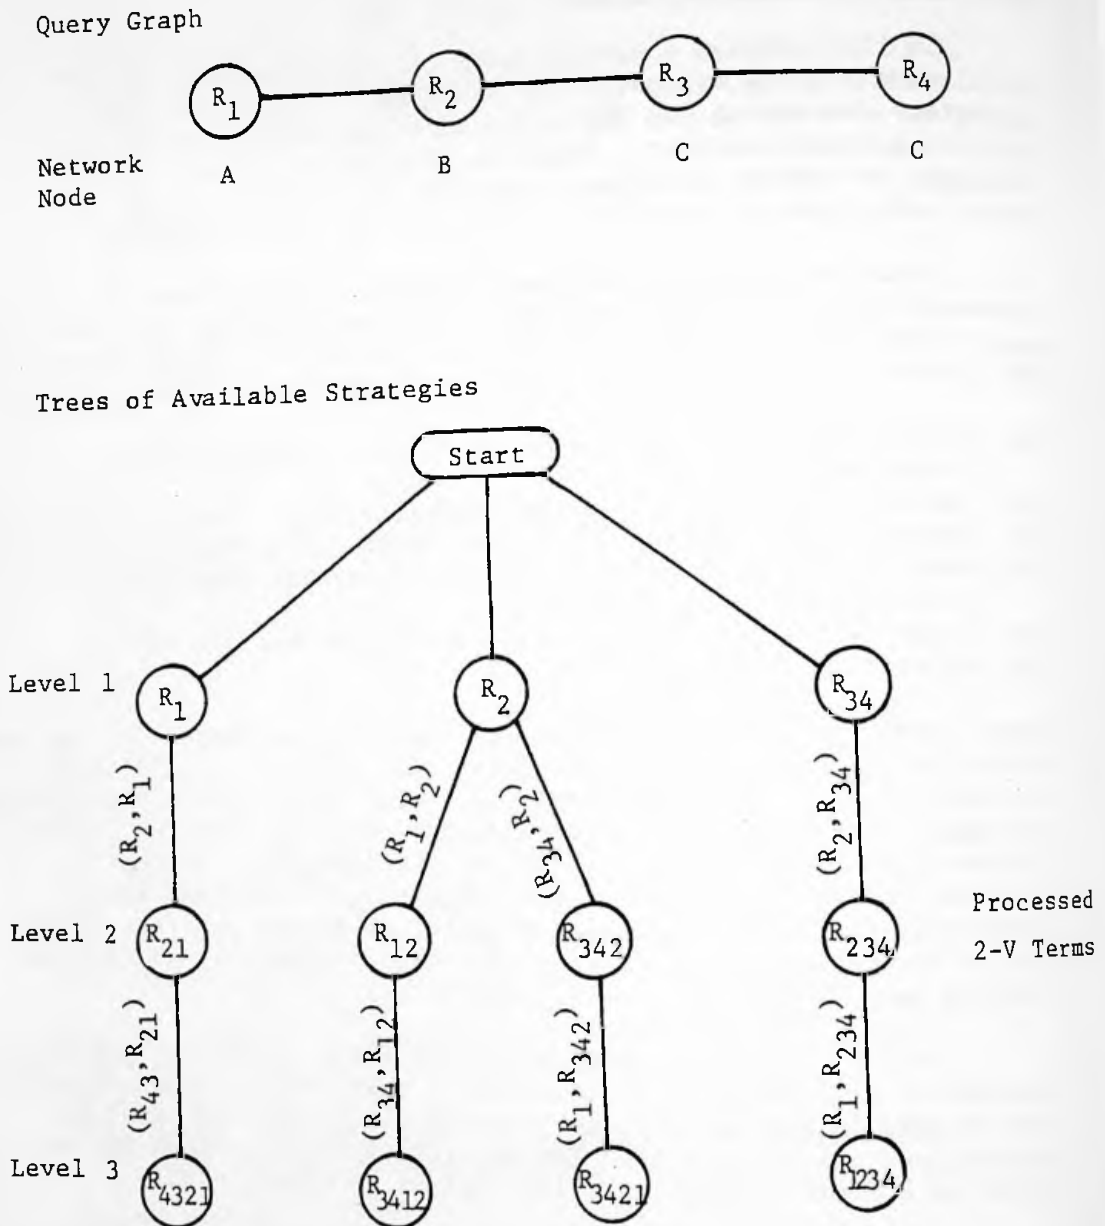 Query Graph
R1 R2 R3 R4
Network Node A B C C
Trees of Available Strategies
Start
Level 1 R1 R2 R34
(R2,R1) (R1,R2) (R34,R2) (R2,R34)
Level 2 R21 R12 R342 R234
Processed 2-V Terms
(R43,R21) (R34,R12) (R1,R342) (R1,R234)
Level 3 R4321 R3412 R3421 R1234